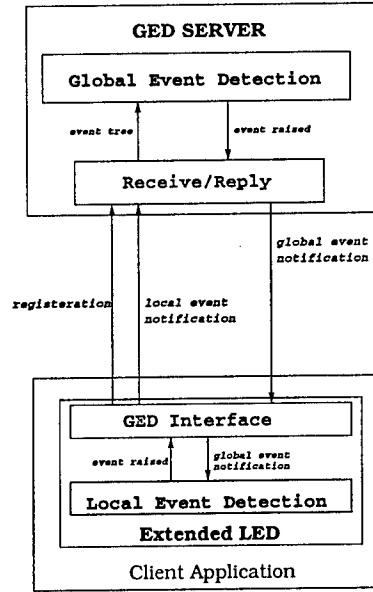 GED SERVER
Global Event Detection
event tree
event raised
Receive/Reply
global event
notification
registeration
local event
notification
GED Interface
event raised
global event
notification
Local Event Detection
Extended LED
Client Application